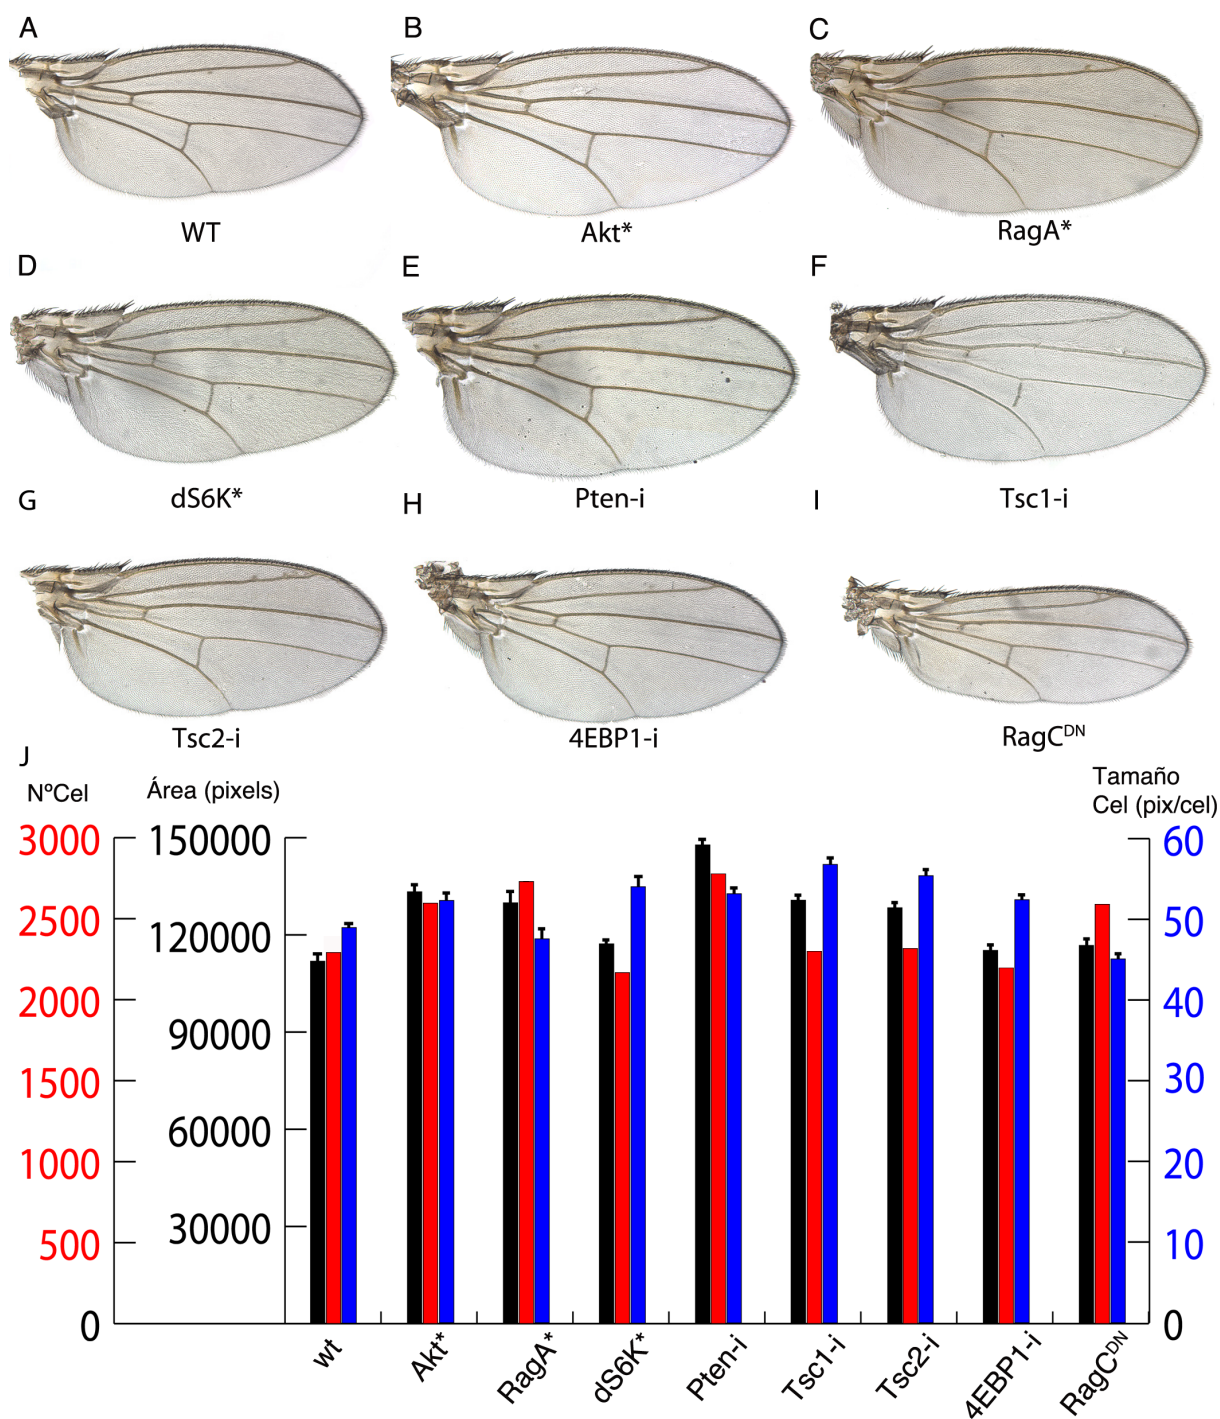 A
B
C
WT
Akt*
RagA*
D
E
F
dS6K*
Pten-i
Tsc1-i
G
H
I
Tsc2-i
4EBP1-i
RagC^DN
J
NºCel
Área (pixels)
Tamaño
Cel (pix/cel)
3000
150000
60
2500
120000
50
2000
90000
40
1500
60000
30
1000
30000
20
500
10
0
0
wt
Akt*
RagA*
dS6K*
Pten-i
Tsc1-i
Tsc2-i
4EBP1-i
RagC^DN